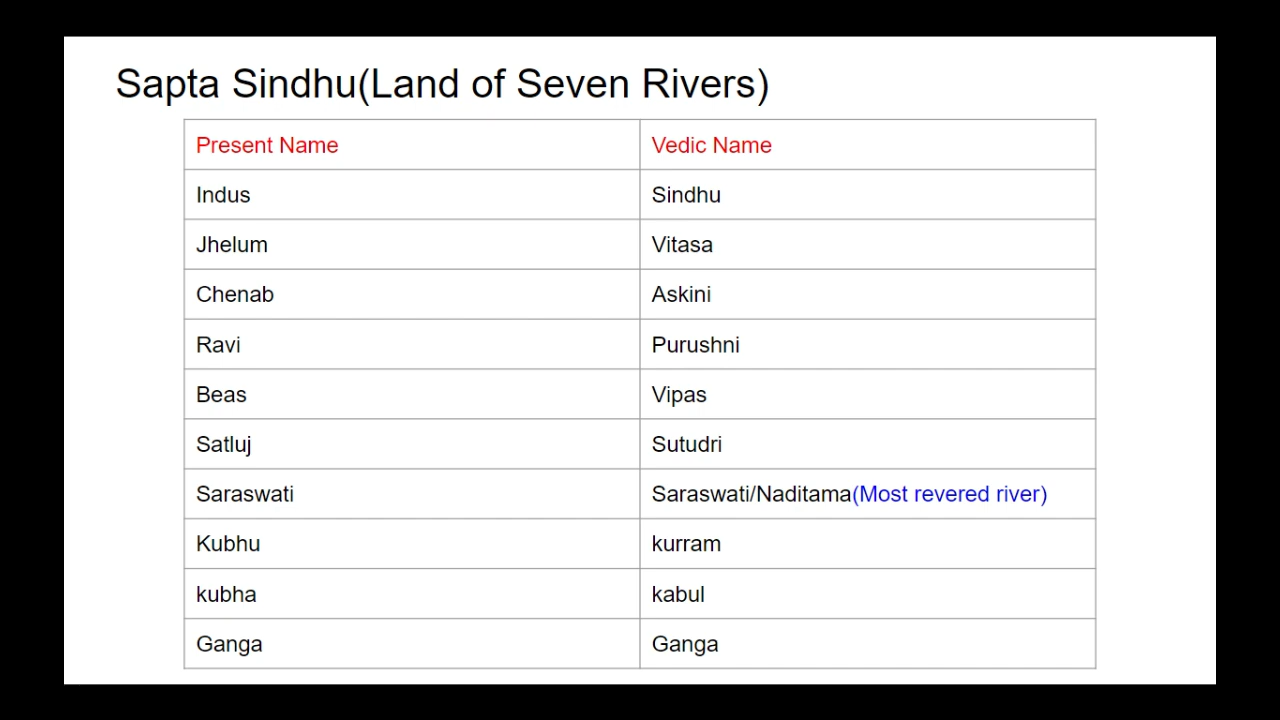 Sapta Sindhu(Land of Seven Rivers)
Present Name Vedic Name
Indus Sindhu
Jhelum Vitasa
Chenab Askini
Ravi Purushni
Beas Vipas
Satluj Sutudri
Saraswati Saraswati/Naditama(Most revered river)
Kubhu kurram
kubha kabul
Ganga Ganga